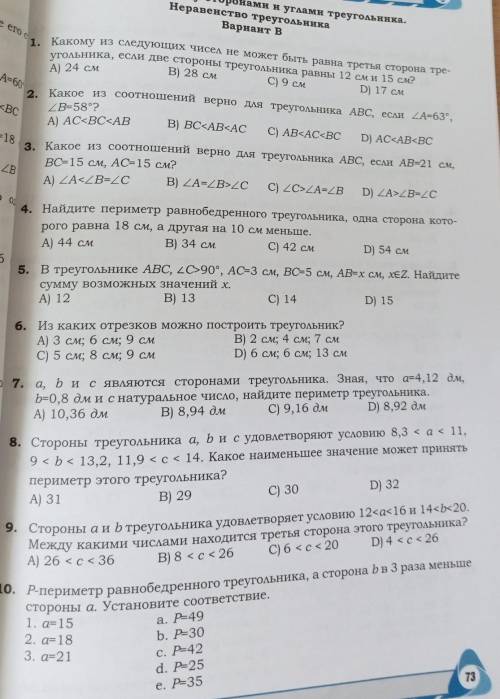 сторонами и углами треугольника.
Неравенство треугольника
Вариант В
1. Какому из следующих чисел не может быть равна третья сторона тре-
угольника, если две стороны треугольника равны 12 см и 15 см?
A) 24 см B) 28 см C) 9 см D) 17 см
2. Какое из соотношений верно для треугольника ABC, если ∠A=63°,
∠B=58°?
A) AC<BC<AB B) BC<AB<AC C) AB<AC<BC D) AC<AB<BC
3. Какое из соотношений верно для треугольника ABC, если AB=21 см,
BC=15 см, AC=15 см?
A) ∠A<∠B=∠C B) ∠A=∠B>∠C C) ∠C>∠A=∠B D) ∠A>∠B=∠C
4. Найдите периметр равнобедренного треугольника, одна сторона кото-
рого равна 18 см, а другая на 10 см меньше.
A) 44 см B) 34 см C) 42 см D) 54 см
5. В треугольнике ABC, ∠C>90°, AC=3 см, BC=5 см, AB=x см, x∈Z. Найдите
сумму возможных значений x.
A) 12 B) 13 C) 14 D) 15
6. Из каких отрезков можно построить треугольник?
A) 3 см; 6 см; 9 см B) 2 см; 4 см; 7 см
C) 5 см; 8 см; 9 см D) 6 см; 6 см; 13 см
7. a, b и c являются сторонами треугольника. Зная, что a=4,12 дм,
b=0,8 дм и c натуральное число, найдите периметр треугольника.
A) 10,36 дм B) 8,94 дм C) 9,16 дм D) 8,92 дм
8. Стороны треугольника a, b и c удовлетворяют условию 8,3 < a < 11,
9 < b < 13,2, 11,9 < c < 14. Какое наименьшее значение может принять
периметр этого треугольника?
A) 31 B) 29 C) 30 D) 32
9. Стороны a и b треугольника удовлетворяет условию 12<a<16 и 14<b<20.
Между какими числами находится третья сторона этого треугольника?
A) 26 < c < 36 B) 8 < c < 26 C) 6 < c < 20 D) 4 < c < 26
10. P-периметр равнобедренного треугольника, а сторона b в 3 раза меньше
стороны a. Установите соответствие.
1. a=15 a. P=49
2. a=18 b. P=30
3. a=21 c. P=42
d. P=25
e. P=35
73